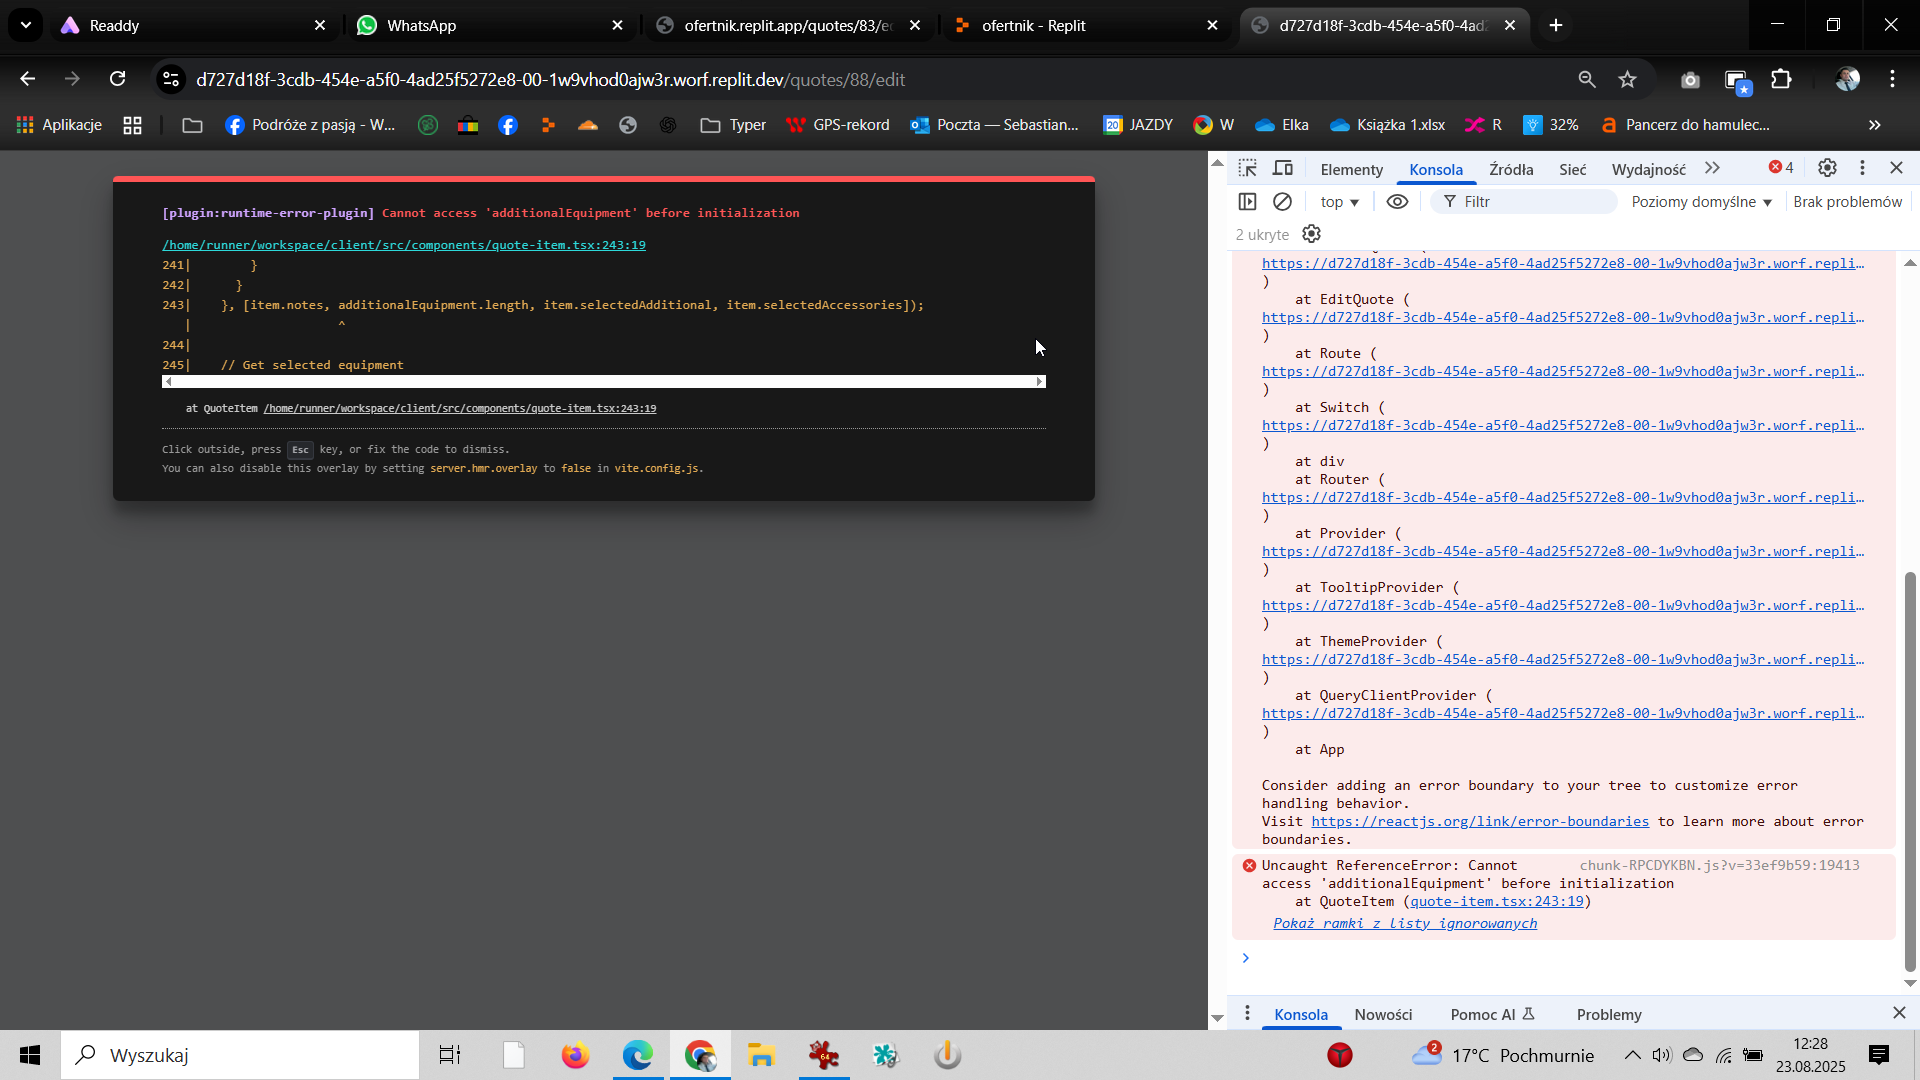 Readdy
WhatsApp
ofertnik.replit.app/quotes/83/e
ofertnik - Replit
d727d18f-3cdb-454e-a5f0-4ad
d727d18f-3cdb-454e-a5f0-4ad25f5272e8-00-1w9vhod0ajw3r.worf.replit.dev/quotes/88/edit
Aplikacje
Podróże z pasją - W...
Typer
GPS-rekord
Poczta — Sebastian...
20 JAZDY
W
Elka
Książka 1.xlsx
R
32%
Pancerz do hamulec...
[plugin:runtime-error-plugin] Cannot access 'additionalEquipment' before initialization
/home/runner/workspace/client/src/components/quote-item.tsx:243:19
241| }
242| }
243| }, [item.notes, additionalEquipment.length, item.selectedAdditional, item.selectedAccessories]);
| ^
244|
245| // Get selected equipment
at QuoteItem /home/runner/workspace/client/src/components/quote-item.tsx:243:19
Click outside, press Esc key, or fix the code to dismiss.
You can also disable this overlay by setting server.hmr.overlay to false in vite.config.js.
Elementy Konsola Źródła Sieć Wydajność 4
top Filtr Poziomy domyślne Brak problemów
2 ukryte
https://d727d18f-3cdb-454e-a5f0-4ad25f5272e8-00-1w9vhod0ajw3r.worf.repli…
)
at EditQuote (
https://d727d18f-3cdb-454e-a5f0-4ad25f5272e8-00-1w9vhod0ajw3r.worf.repli…
)
at Route (
https://d727d18f-3cdb-454e-a5f0-4ad25f5272e8-00-1w9vhod0ajw3r.worf.repli…
)
at Switch (
https://d727d18f-3cdb-454e-a5f0-4ad25f5272e8-00-1w9vhod0ajw3r.worf.repli…
)
at div
at Router (
https://d727d18f-3cdb-454e-a5f0-4ad25f5272e8-00-1w9vhod0ajw3r.worf.repli…
)
at Provider (
https://d727d18f-3cdb-454e-a5f0-4ad25f5272e8-00-1w9vhod0ajw3r.worf.repli…
)
at TooltipProvider (
https://d727d18f-3cdb-454e-a5f0-4ad25f5272e8-00-1w9vhod0ajw3r.worf.repli…
)
at ThemeProvider (
https://d727d18f-3cdb-454e-a5f0-4ad25f5272e8-00-1w9vhod0ajw3r.worf.repli…
)
at QueryClientProvider (
https://d727d18f-3cdb-454e-a5f0-4ad25f5272e8-00-1w9vhod0ajw3r.worf.repli…
)
at App
Consider adding an error boundary to your tree to customize error
handling behavior.
Visit https://reactjs.org/link/error-boundaries to learn more about error
boundaries.
Uncaught ReferenceError: Cannot chunk-RPCDYKBN.js?v=33ef9b59:19413
access 'additionalEquipment' before initialization
at QuoteItem (quote-item.tsx:243:19)
Pokaż ramki z listy ignorowanych
Konsola Nowości Pomoc AI Problemy
Wyszukaj
64
2
17°C Pochmurnie
12:28
23.08.2025